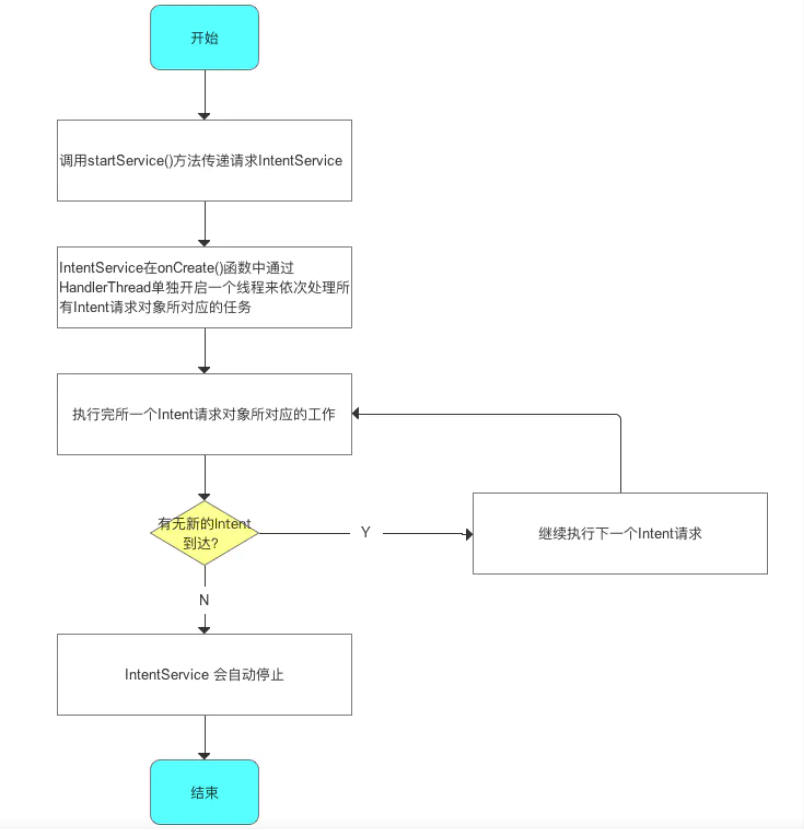 开始
调用startService()方法传递请求IntentService
IntentService在onCreate()函数中通过
HandlerThread单独开启一个线程来依次处理所
有Intent请求对象所对应的任务
执行完所一个Intent请求对象所对应的工作
有无新的Intent
到达?
Y
继续执行下一个Intent请求
N
IntentService 会自动停止
结束